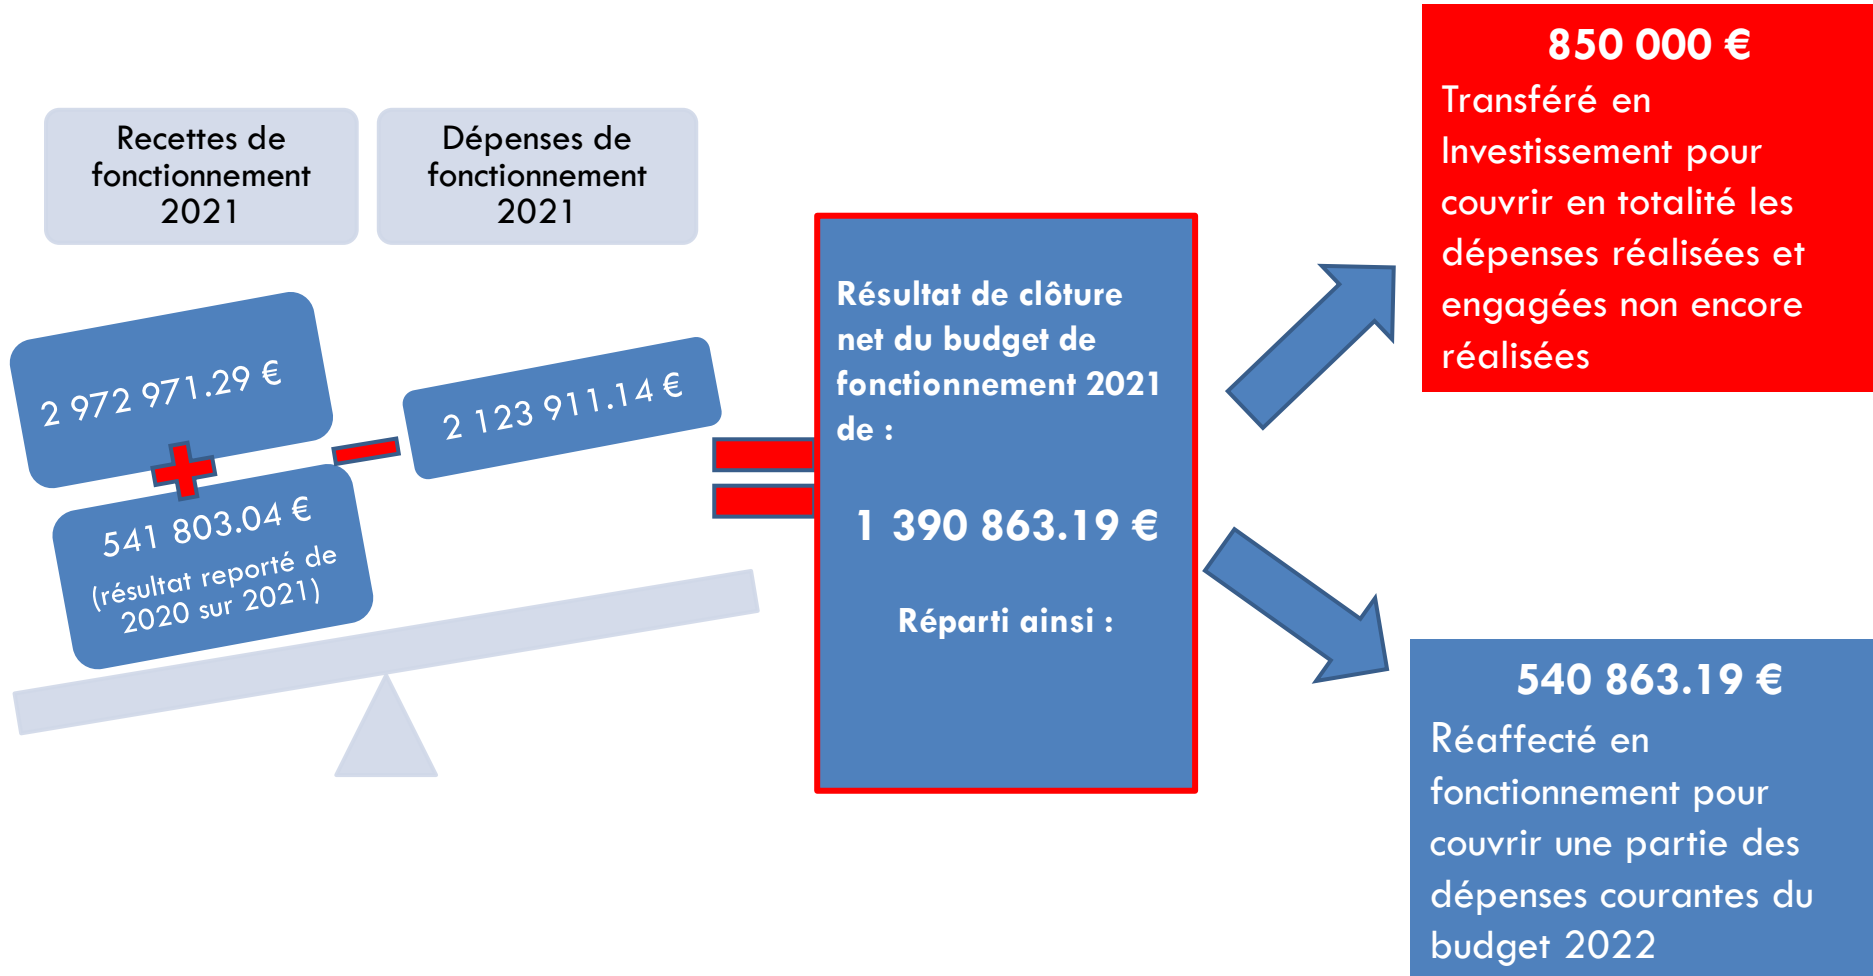 Recettes de
fonctionnement
2021
Dépenses de
fonctionnement
2021
2 972 971.29 €
541 803.04 €
(résultat reporté de
2020 sur 2021)
2 123 911.14 €
Résultat de clôture
net du budget de
fonctionnement 2021
de :
1 390 863.19 €
Réparti ainsi :
850 000 €
Transféré en
Investissement pour
couvrir en totalité les
dépenses réalisées et
engagées non encore
réalisées
540 863.19 €
Réaffecté en
fonctionnement pour
couvrir une partie des
dépenses courantes du
budget 2022